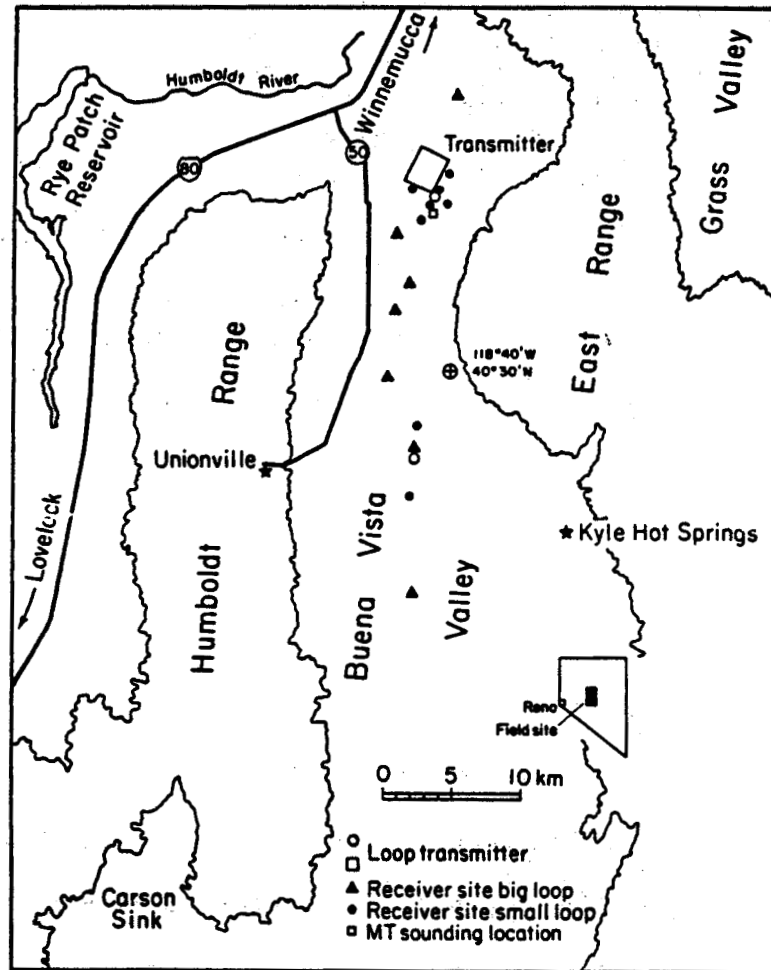 Humboldt River
Rye Patch
Reservoir
80
50
Winnemucca
Transmitter
Grass Valley
East Range
118°40'W
40°30'N
Humboldt Range
Unionville
Lovelock
Buena Vista Valley
Kyle Hot Springs
Reno
Field site
0 5 10 km
Carson
Sink
Loop transmitter
Receiver site big loop
Receiver site small loop
MT sounding location